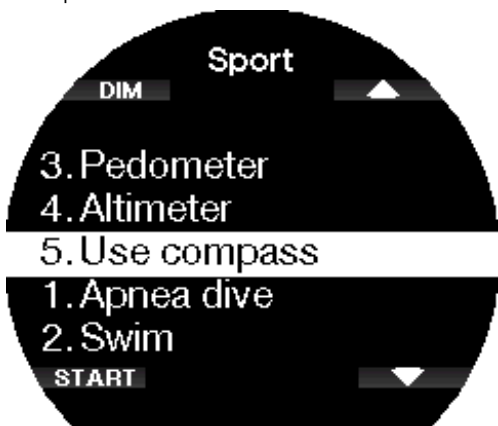 Sport
DIM
3. Pedometer
4. Altimeter
5. Use compass
1. Apnea dive
2. Swim
START